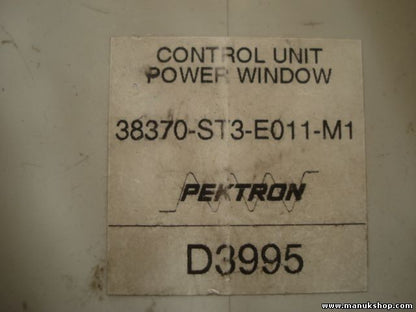 CONTROL UNIT
POWER WINDOW
38370-ST3-E011-M1
PEKTRON
D3995
www.manukshop.com